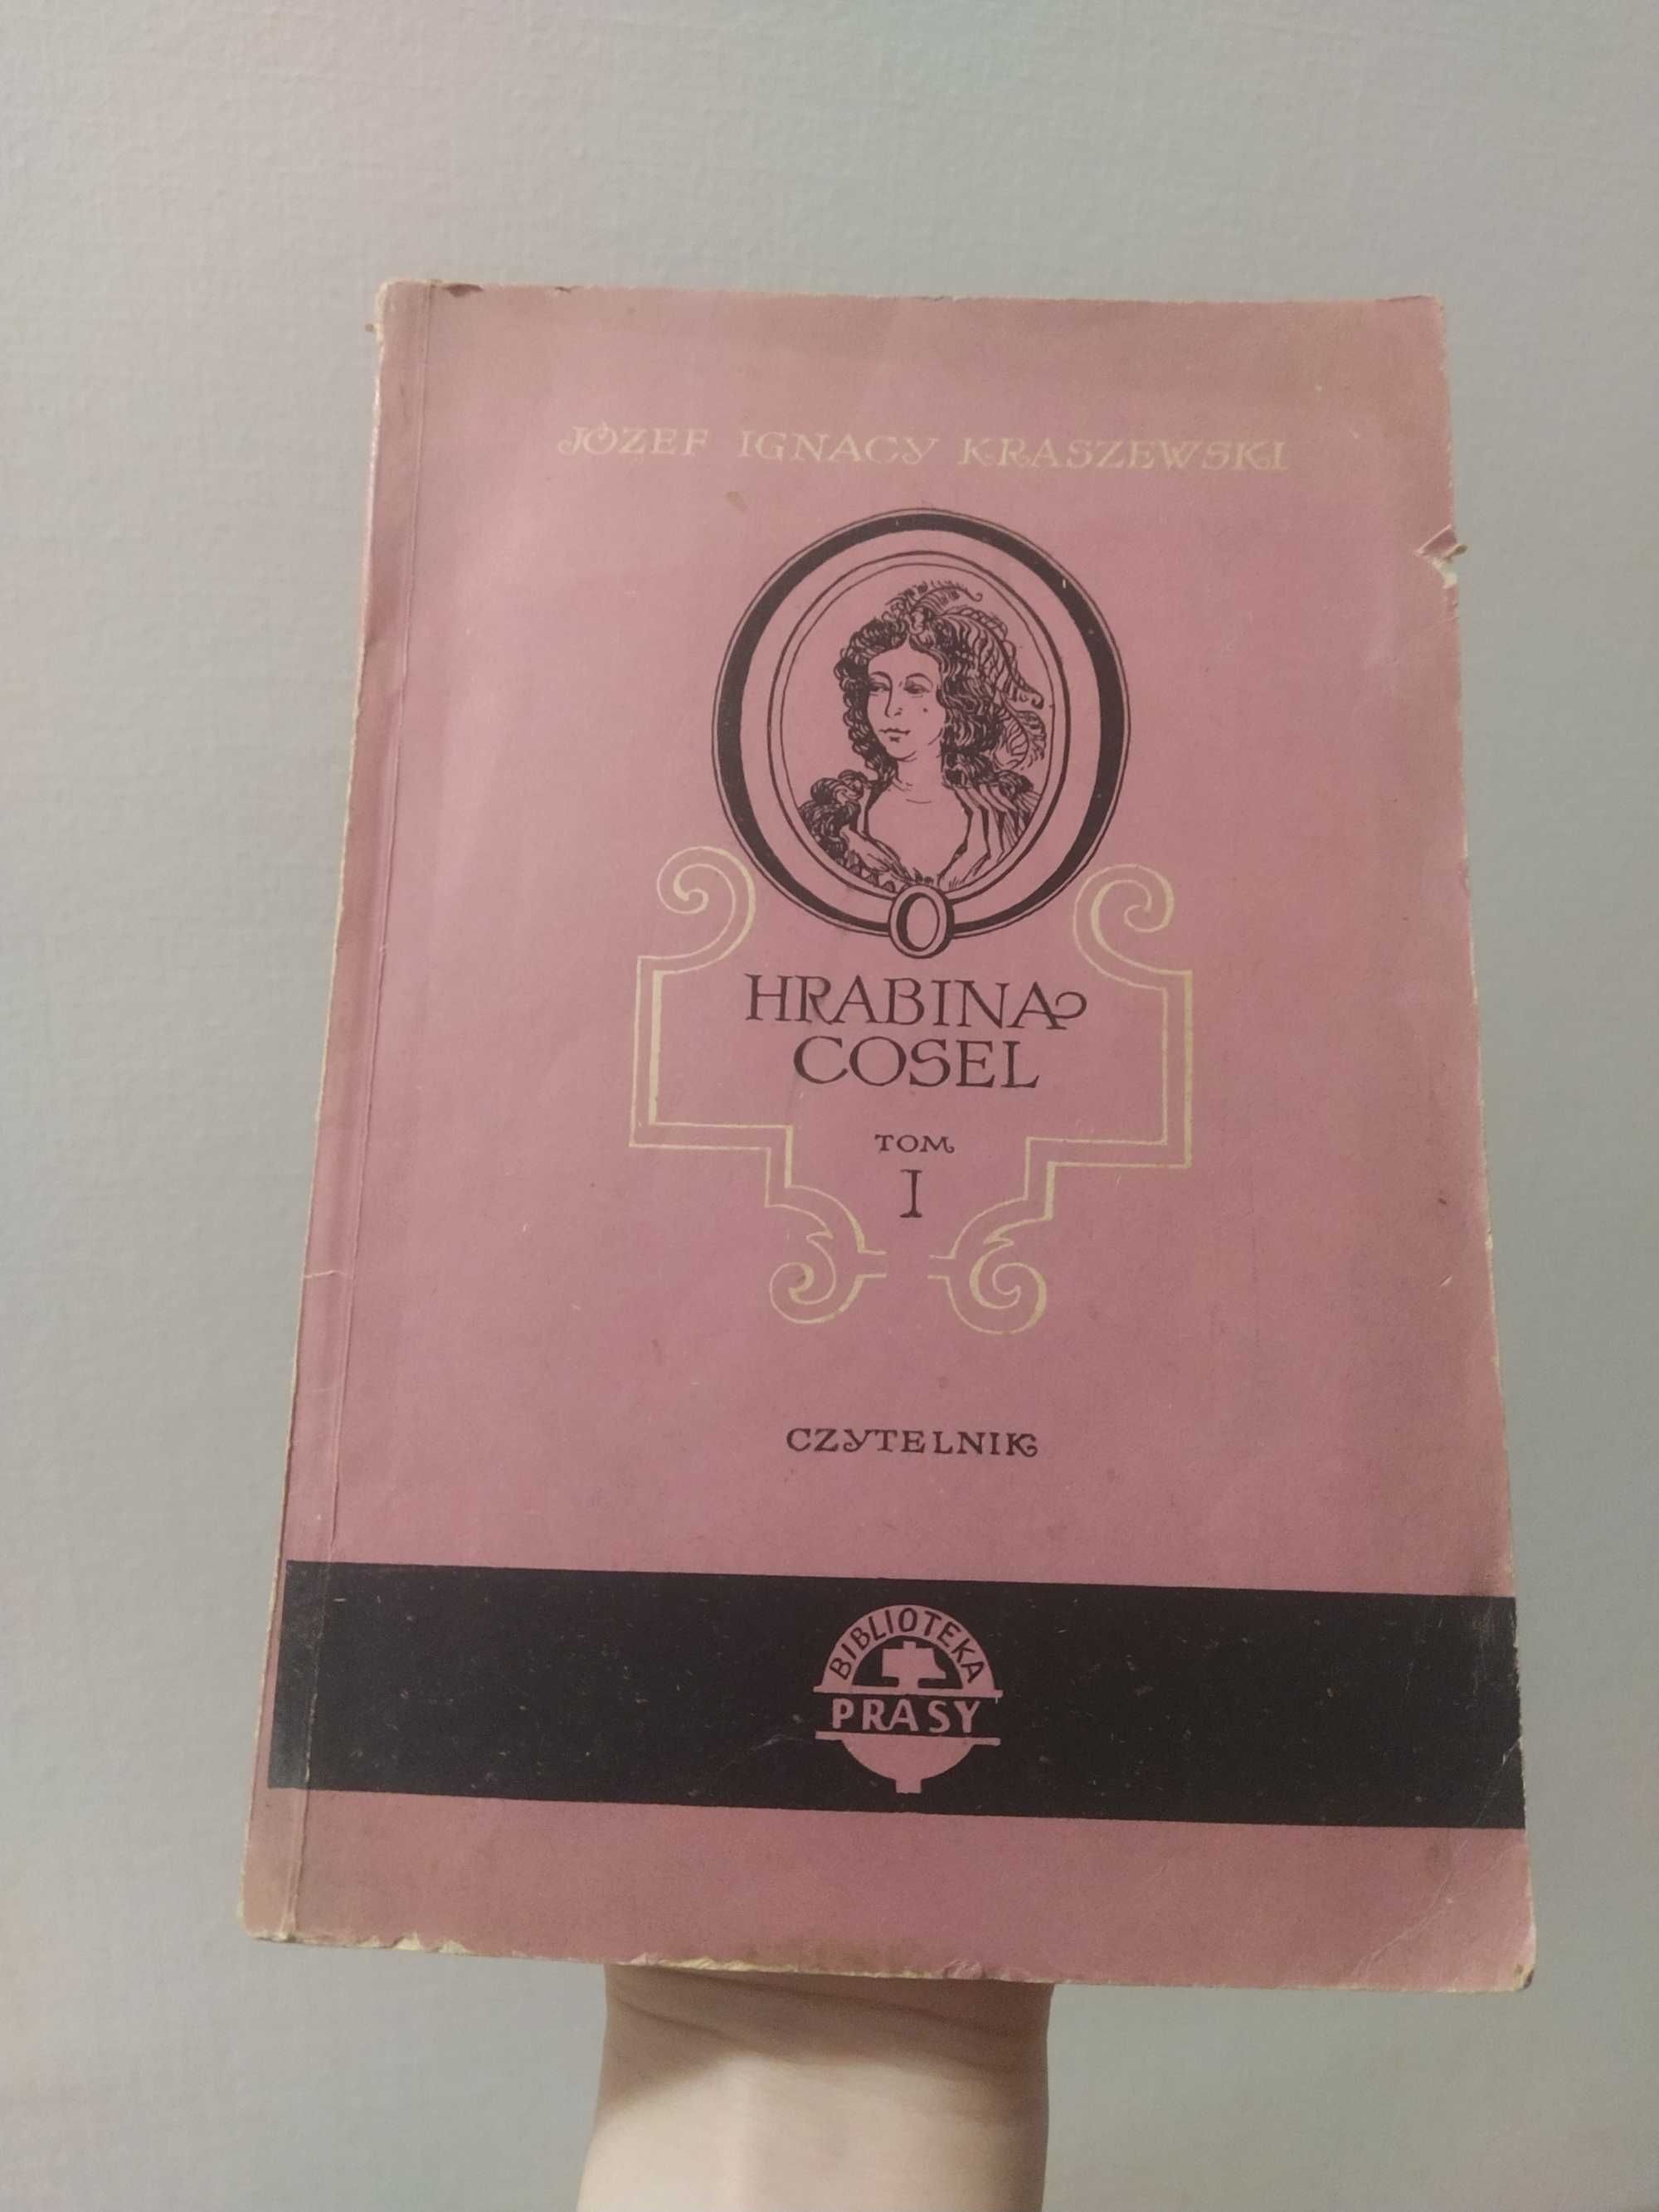 JÓZEF IGNACY KRASZEWSKI
HRABINA
COSEL
TOM
I
CZYTELNIK
BIBLIOTEKA
PRASY